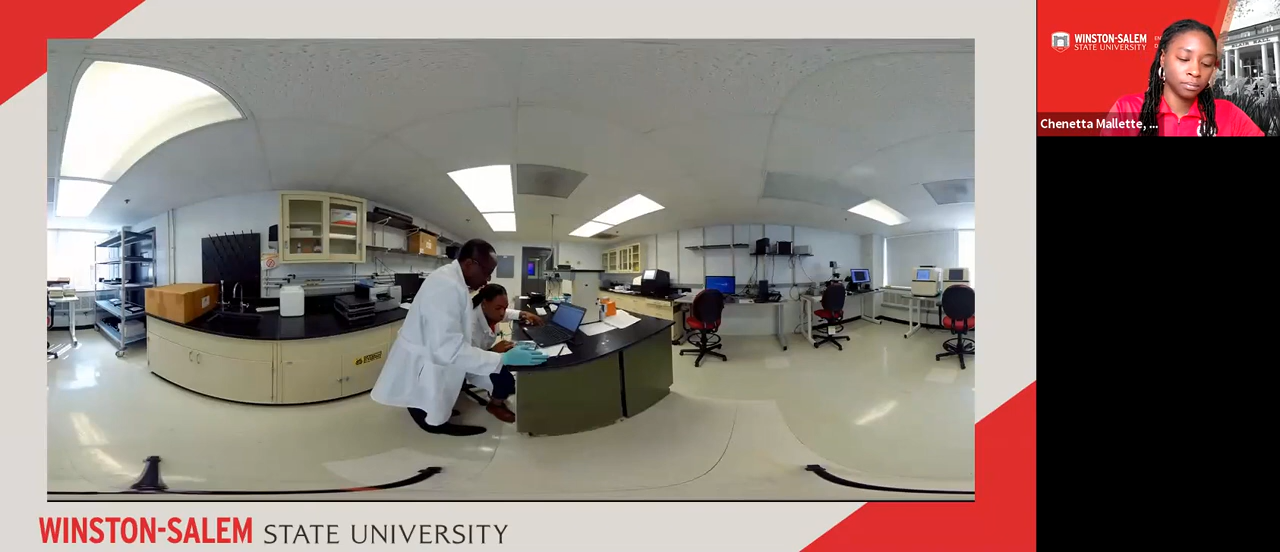 WINSTON-SALEM
STATE UNIVERSITY
Chenetta Mallette, ...
WINSTON-SALEM STATE UNIVERSITY